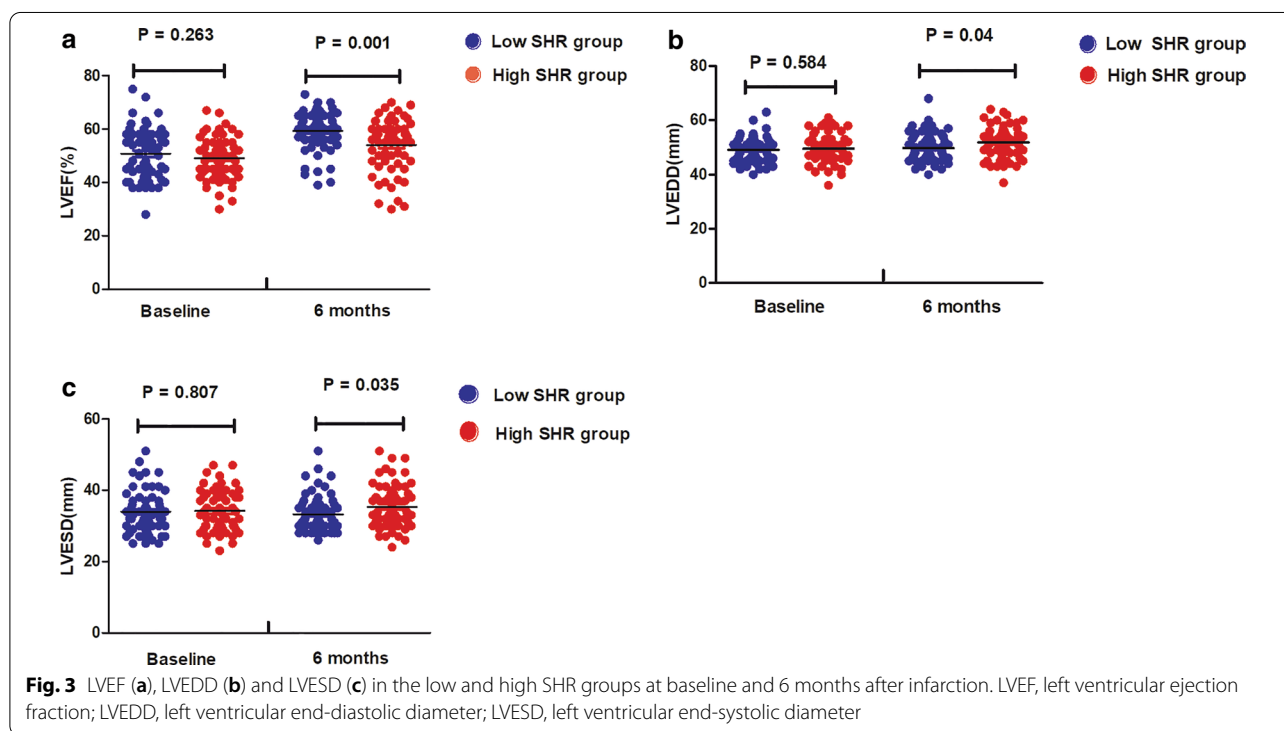 a
P = 0.263
P = 0.001
Low SHR group
High SHR group
80
60
40
20
0
LVEF(%)
Baseline
6 months
b
P = 0.584
P = 0.04
Low SHR group
High SHR group
80
60
40
20
0
LVEDD(mm)
Baseline
6 months
c
P = 0.807
P = 0.035
Low SHR group
High SHR group
60
40
20
0
LVESD(mm)
Baseline
6 months
Fig. 3 LVEF (a), LVEDD (b) and LVESD (c) in the low and high SHR groups at baseline and 6 months after infarction. LVEF, left ventricular ejection
fraction; LVEDD, left ventricular end-diastolic diameter; LVESD, left ventricular end-systolic diameter